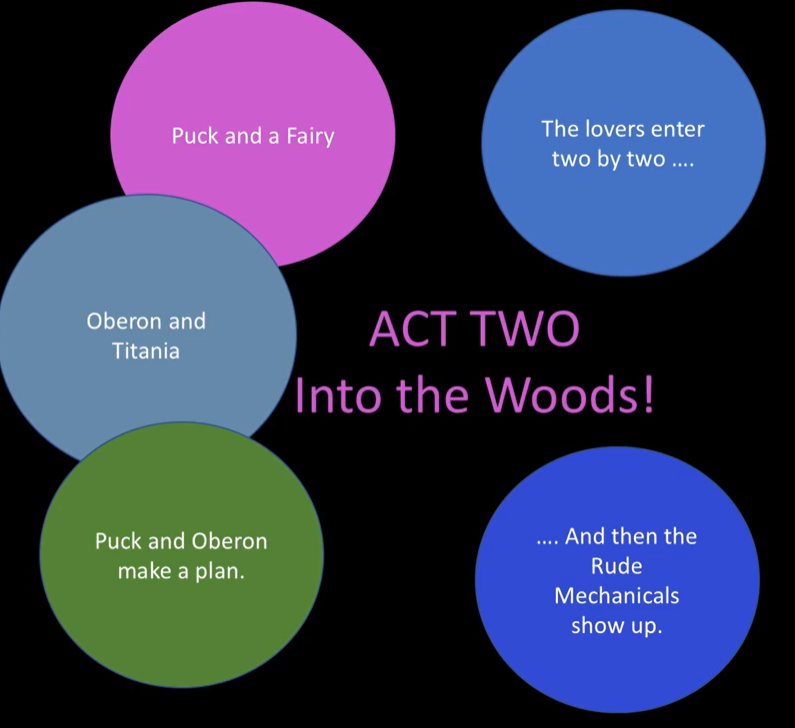 Puck and a Fairy
The lovers enter
two by two ....
Oberon and
Titania
ACT TWO
Into the Woods!
Puck and Oberon
make a plan.
.... And then the
Rude
Mechanicals
show up.